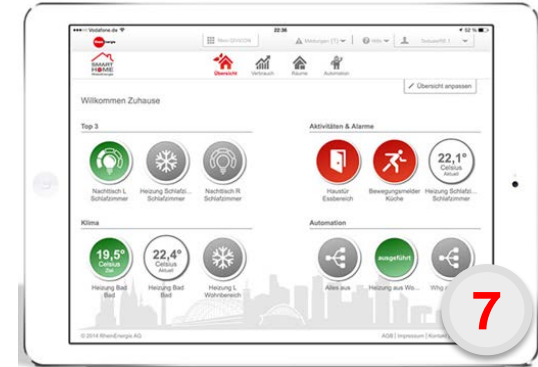 Vodafone.de
22:36
52 %
Mein
Meldungen
Hilfe
SMART
HOME
RheinEnergie
Übersicht
Verbrauch
Räume
Automation
Übersicht anpassen
Willkommen Zuhause
Top 3
Aktivitäten & Alarme
22,1°
Celsius
Aktuell
Nachttisch L
Schlafzimmer
Heizung Schlafzi...
Schlafzimmer
Nachttisch R
Schlafzimmer
Haustür
Essbereich
Bewegungsmelder
Küche
Heizung Schlafzi...
Schlafzimmer
Klima
Automation
19,5°
Celsius
Ziel
22,4°
Celsius
Aktuell
ausgeführt
Heizung Bad
Bad
Heizung Bad
Bad
Heizung L
Wohnbereich
Alles aus
Heizung aus Wo...
Whg
7
© 2014 RheinEnergie AG
AGB | Impressum | Kontakt